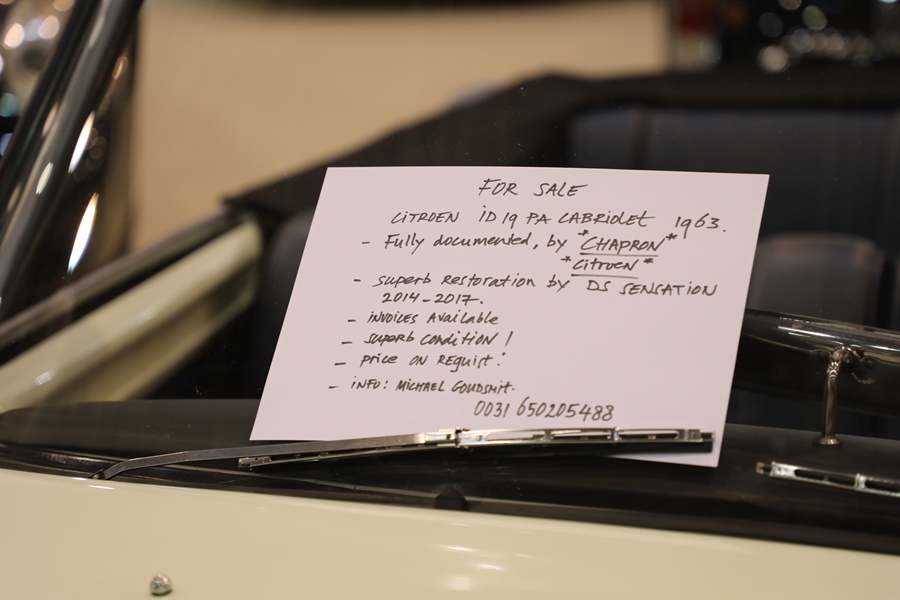 FOR SALE
CITROEN iD 19 PA CABRIOLET 1963.
- Fully documented, by *CHAPRON*
*CITROEN*
- superb Restoration by DS SENSATION
2014-2017.
- iNVOICES AVAilable
- superb CONDITION!
- price ON Requist:
- iNFO: MICHAEL GOUDSMIT.
0031 650205488